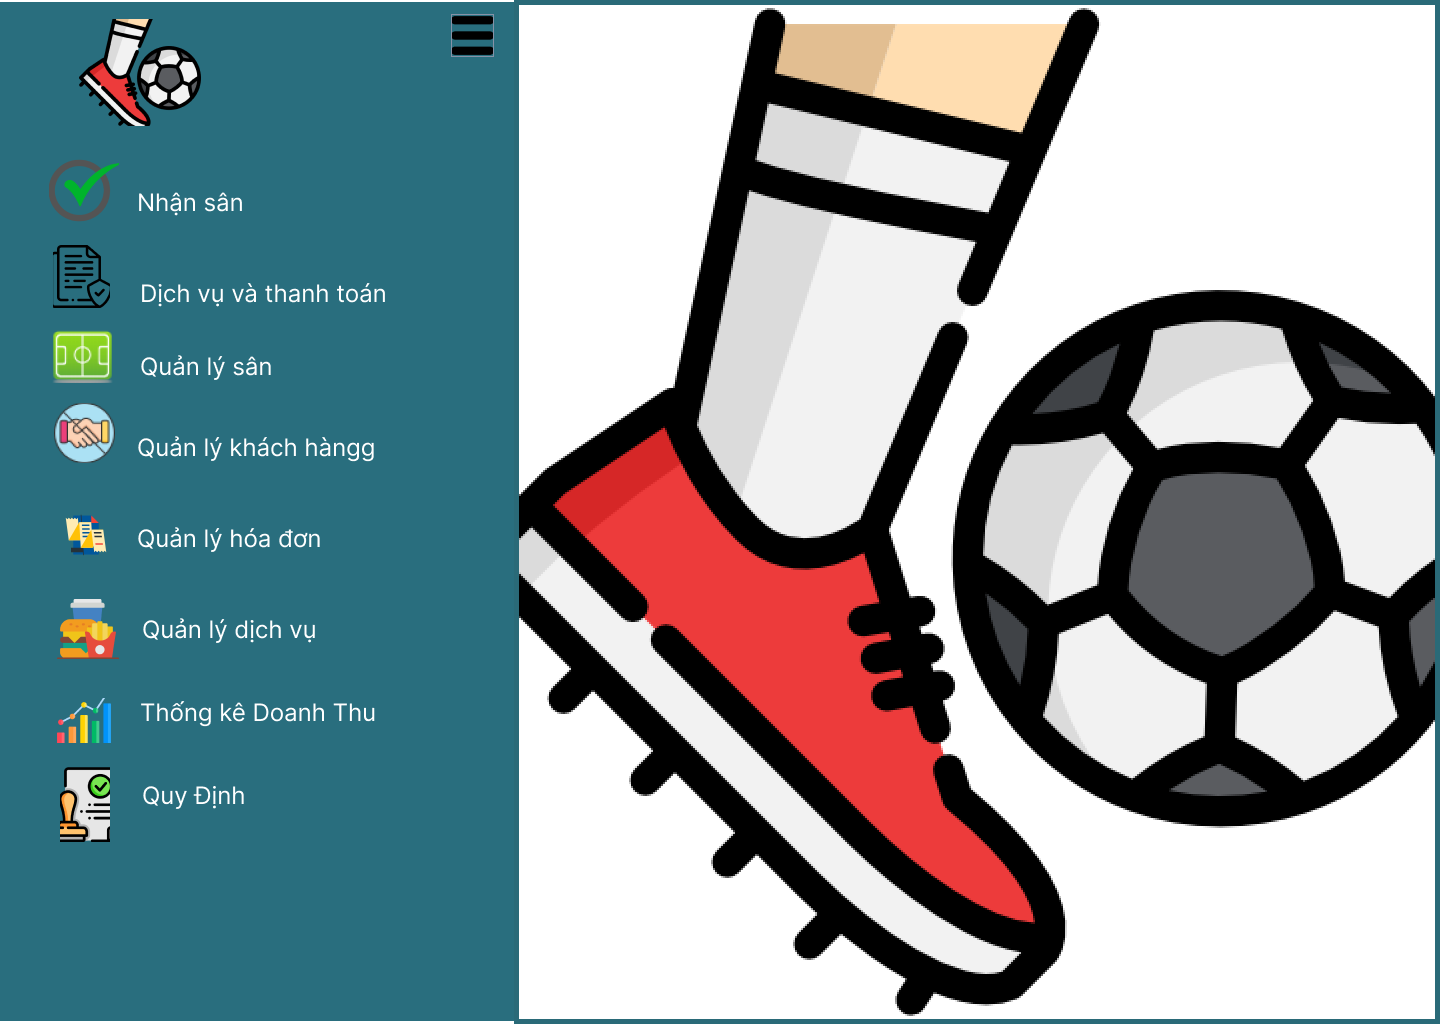 Nhận sân
Dịch vụ và thanh toán
Quản lý sân
Quản lý khách hàngg
Quản lý hóa đơn
Quản lý dịch vụ
Thống kê Doanh Thu
Quy Định